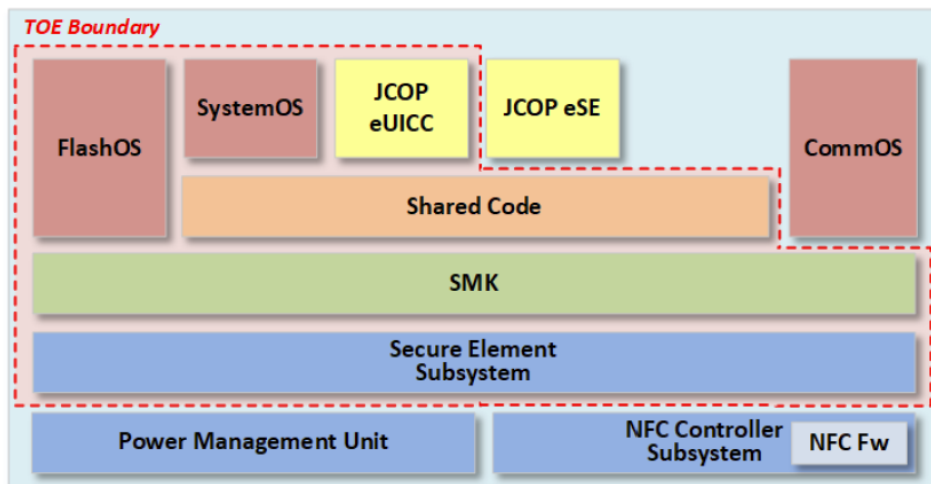 TOE Boundary
FlashOS
SystemOS
JCOP
eUICC
JCOP eSE
CommOS
Shared Code
SMK
Secure Element
Subsystem
Power Management Unit
NFC Controller
Subsystem
NFC Fw